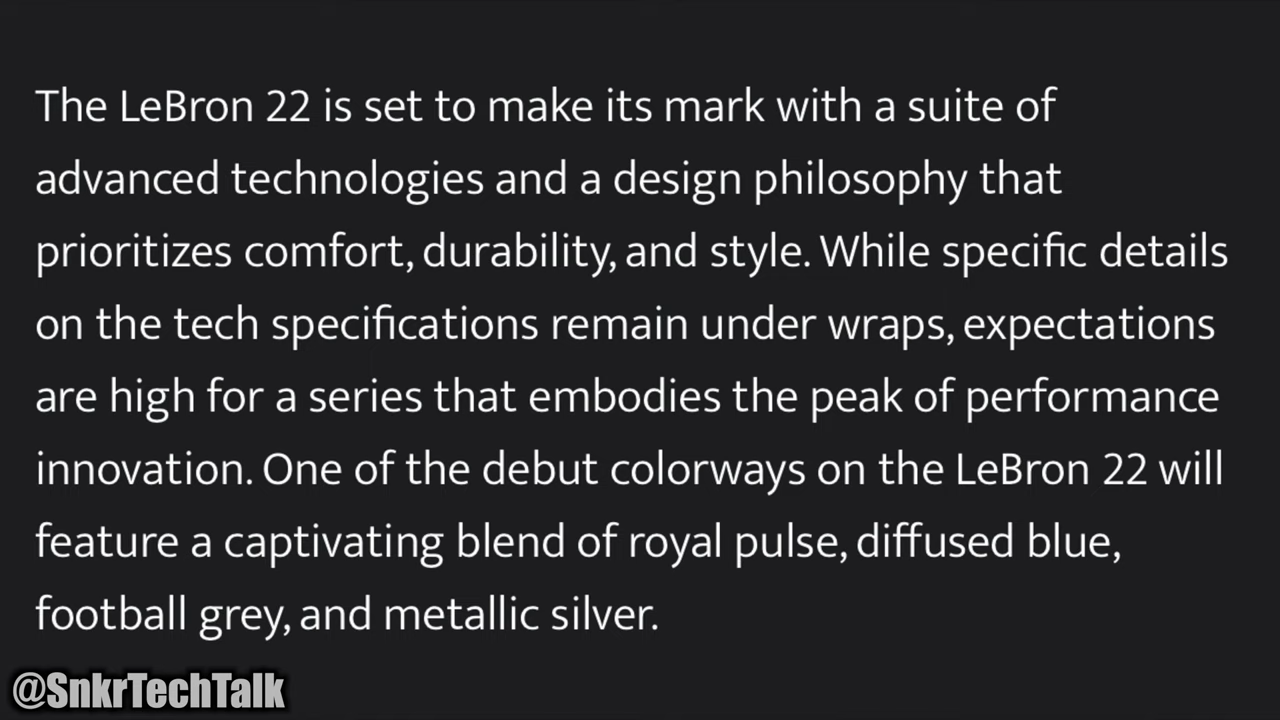 The LeBron 22 is set to make its mark with a suite of
advanced technologies and a design philosophy that
prioritizes comfort, durability, and style. While specific details
on the tech specifications remain under wraps, expectations
are high for a series that embodies the peak of performance
innovation. One of the debut colorways on the LeBron 22 will
feature a captivating blend of royal pulse, diffused blue,
football grey, and metallic silver.
@SnkrTechTalk